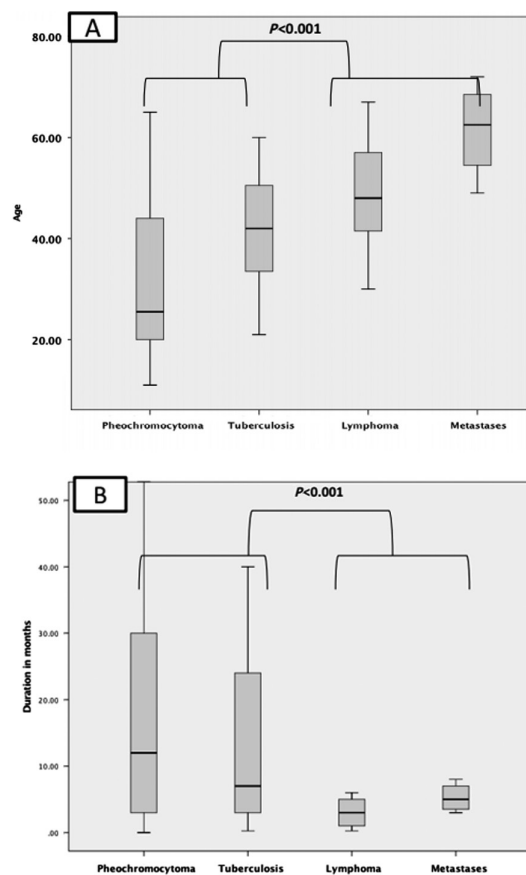 A
P<0.001
80.00
60.00
40.00
20.00
Age
Pheochromocytoma Tuberculosis Lymphoma Metastases
B
P<0.001
50.00
40.00
30.00
20.00
10.00
.00
Duration in months
Pheochromocytoma Tuberculosis Lymphoma Metastases